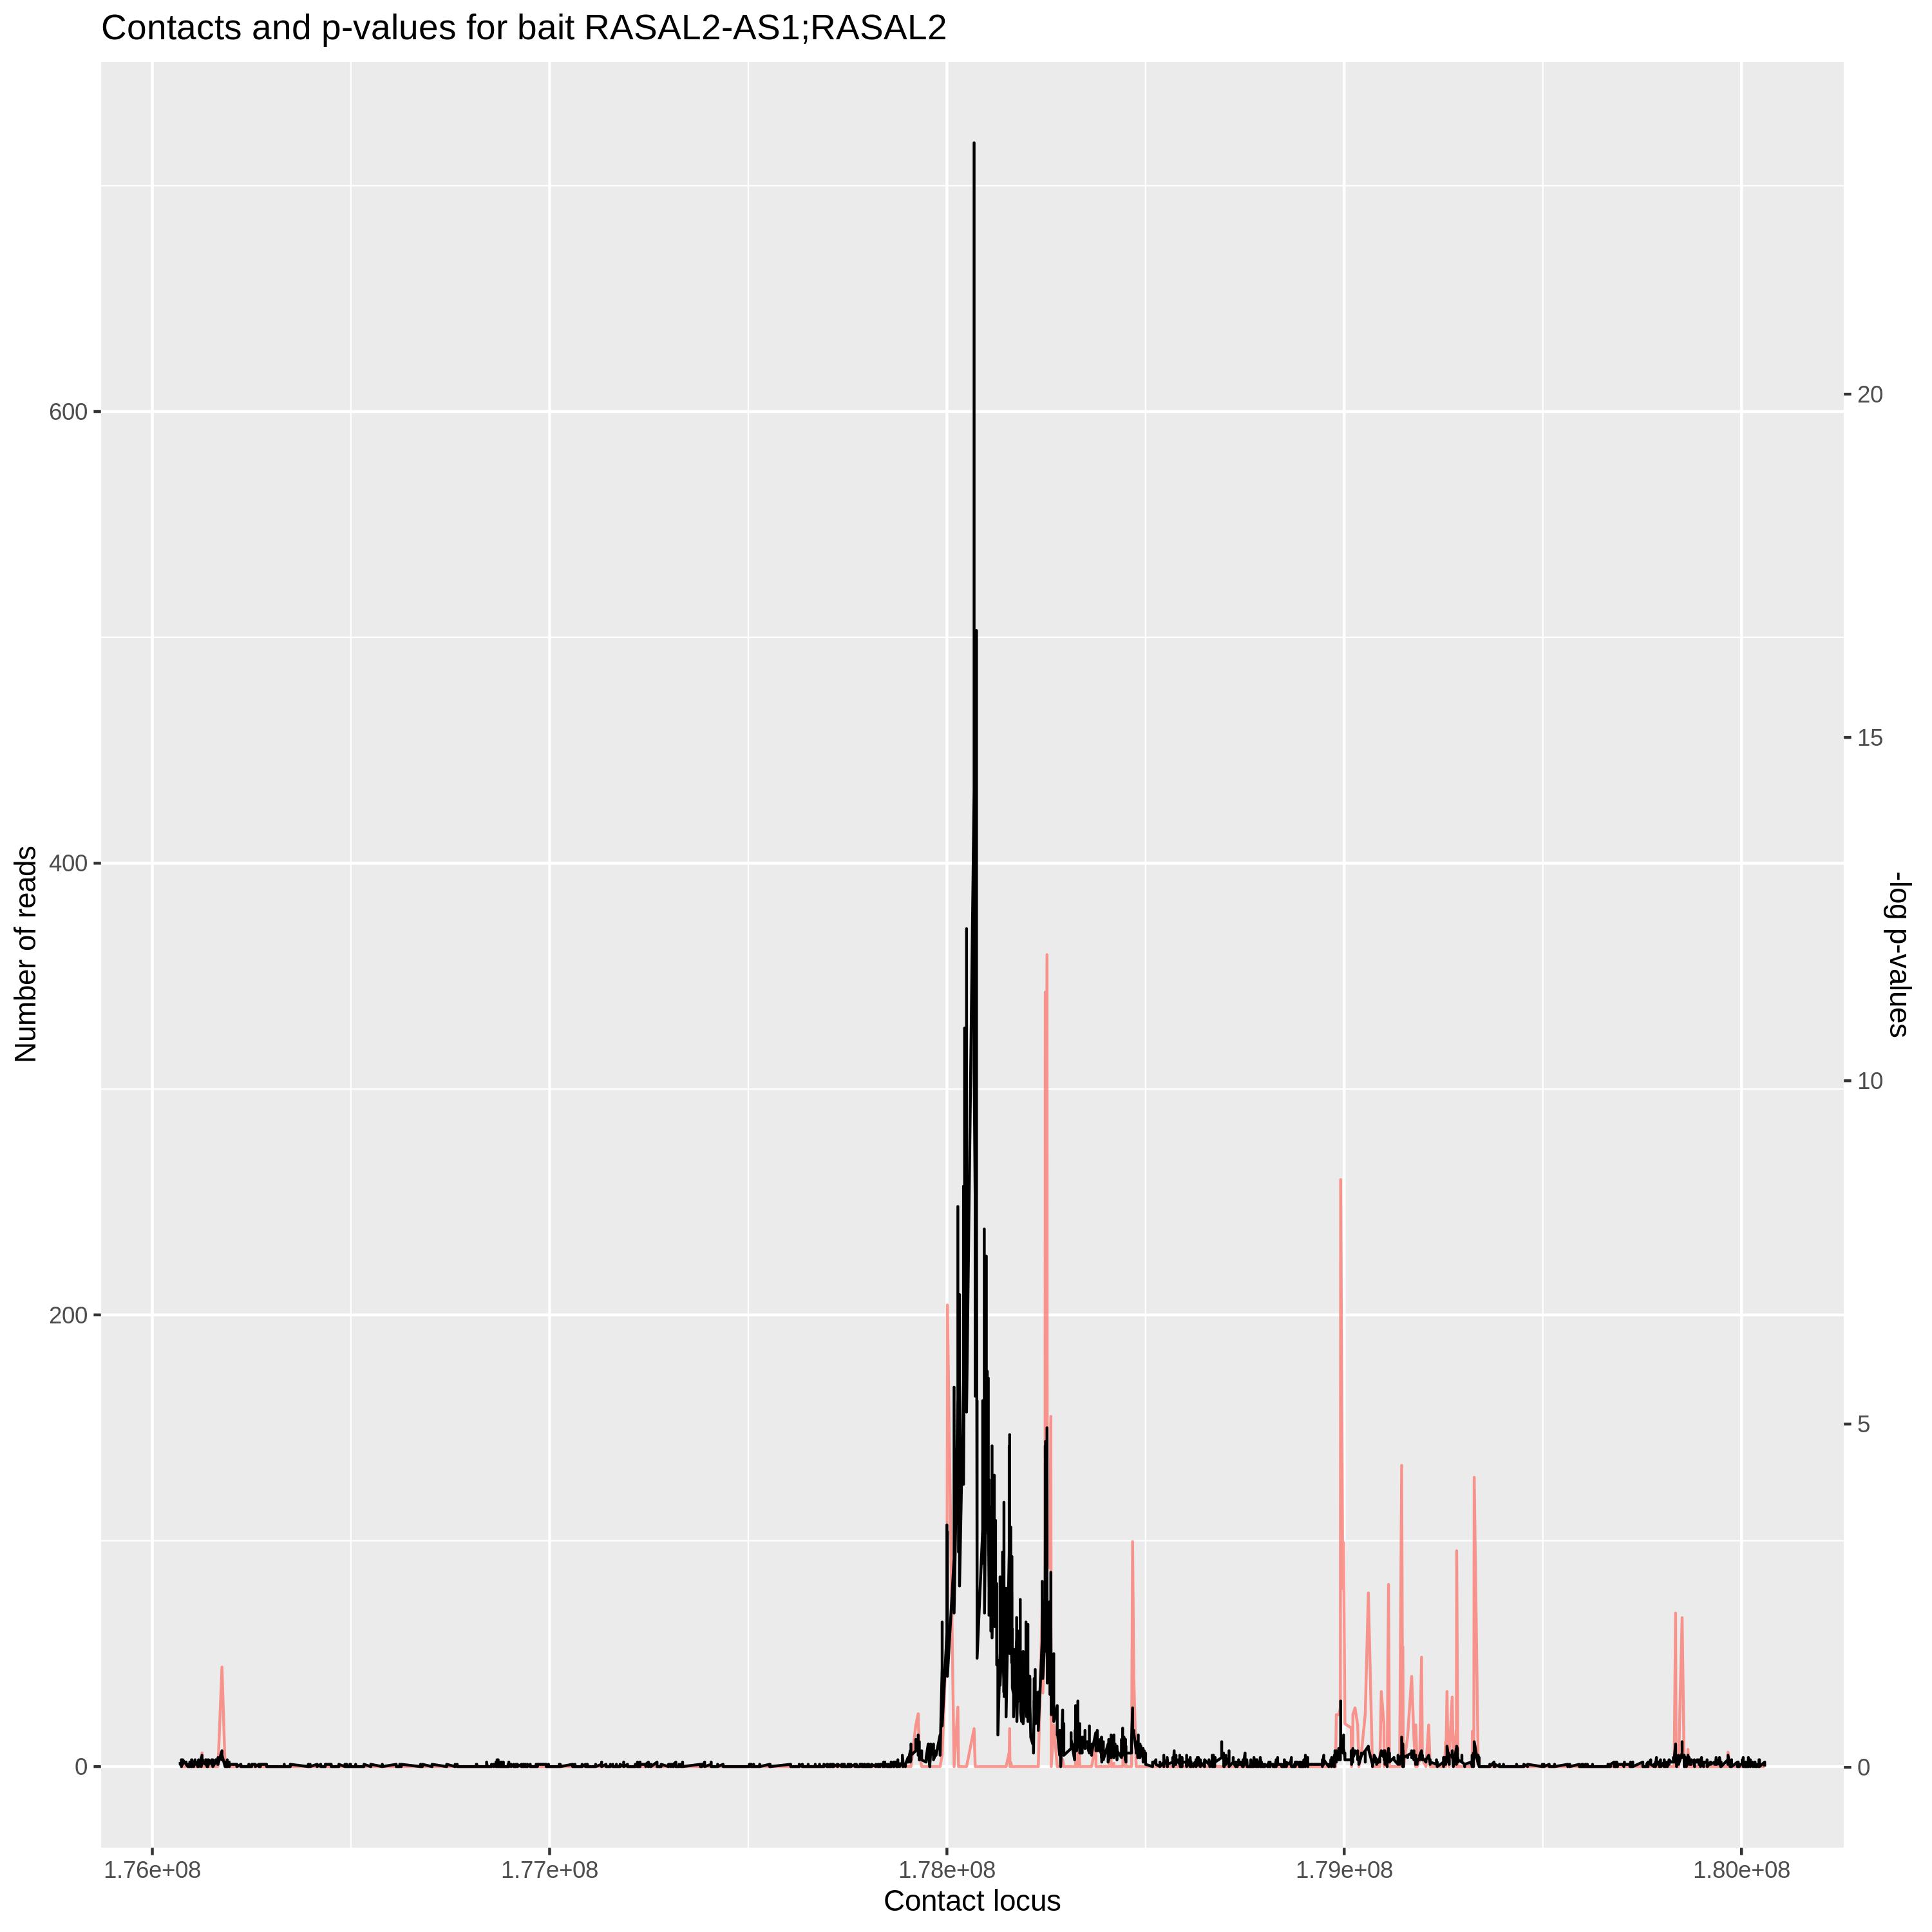 Contacts and p-values for bait RASAL2-AS1;RASAL2
Number of reads
600
400
200
0
20
15
10
5
0
-log p-values
1.76e+08
1.77e+08
1.78e+08
1.79e+08
1.80e+08
Contact locus